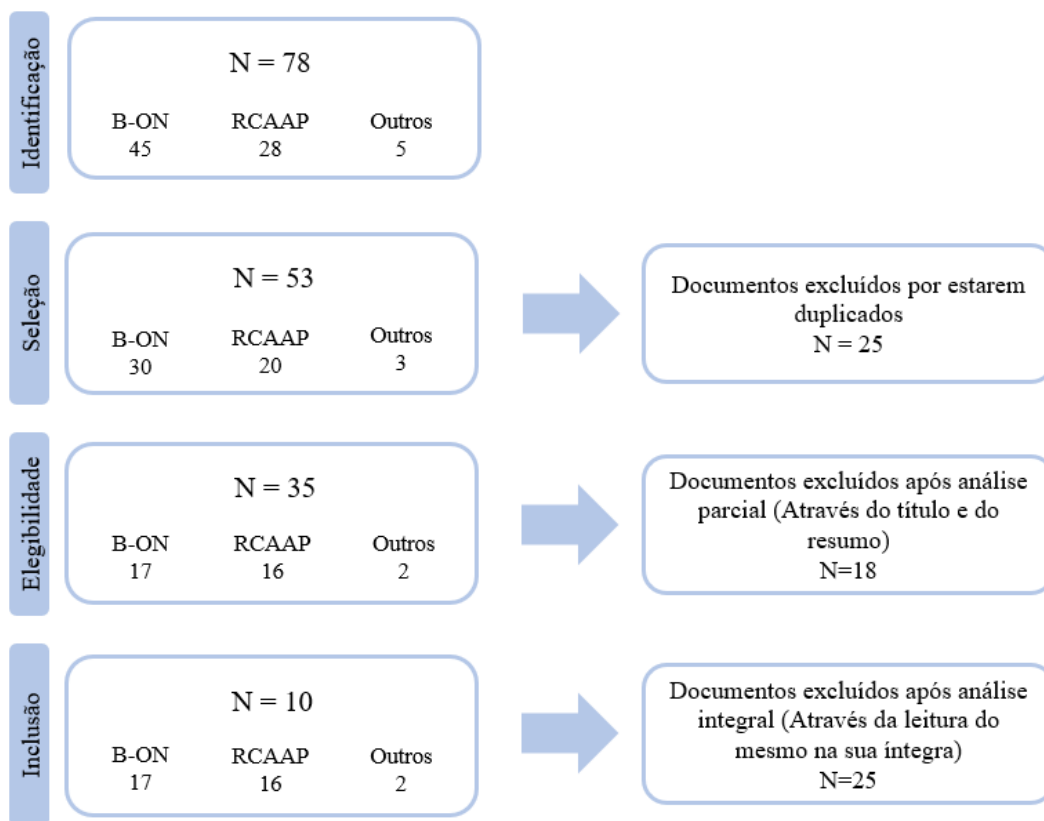 Identificação
N = 78
B-ON RCAAP Outros
45 28 5
Seleção
N = 53
B-ON RCAAP Outros
30 20 3
Documentos excluídos por estarem
duplicados
N = 25
Elegibilidade
N = 35
B-ON RCAAP Outros
17 16 2
Documentos excluídos após análise
parcial (Através do título e do
resumo)
N=18
Inclusão
N = 10
B-ON RCAAP Outros
17 16 2
Documentos excluídos após análise
integral (Através da leitura do
mesmo na sua íntegra)
N=25